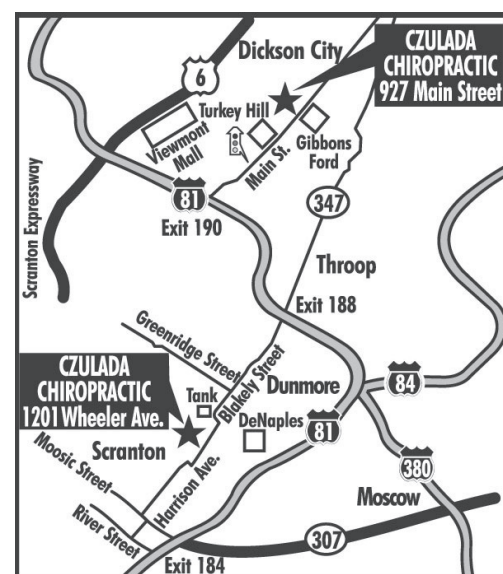 Dickson City
CZULADA
CHIROPRACTIC
927 Main Street
6
Turkey Hill
Viewmont
Mall
Main St.
Gibbons
Ford
81
Exit 190
347
Scranton Expressway
Throop
Exit 188
Greenridge Street
CZULADA
CHIROPRACTIC
1201 Wheeler Ave.
Tank
Blakely Street
Dunmore
84
DeNaples
81
Scranton
Moosic Street
Harrison Ave.
380
Moscow
River Street
307
Exit 184